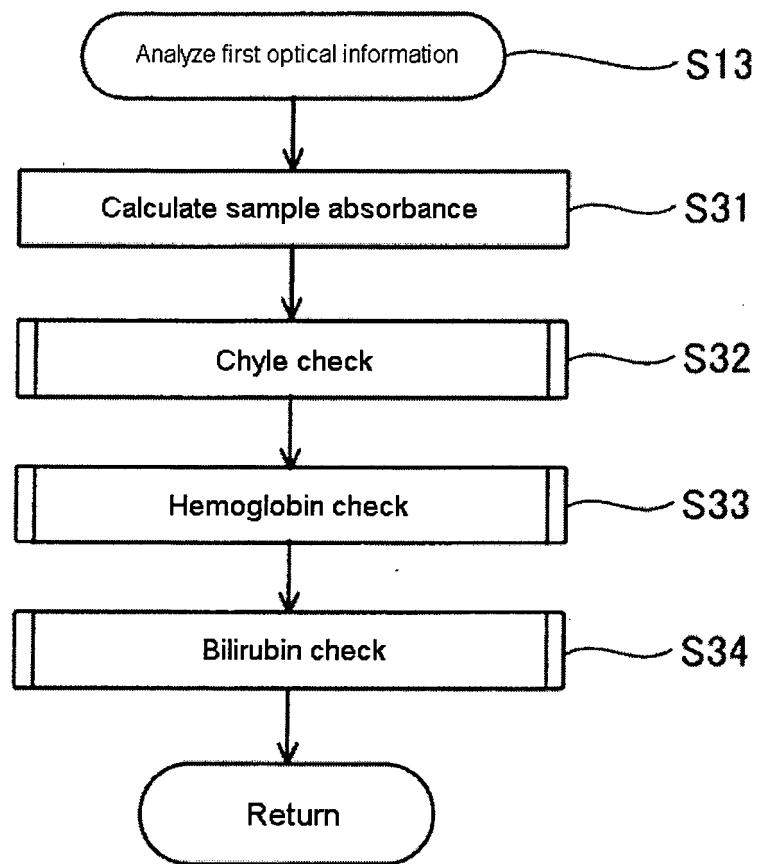 Analyze first optical information
S13
Calculate sample absorbance
S31
Chyle check
S32
Hemoglobin check
S33
Bilirubin check
S34
Return